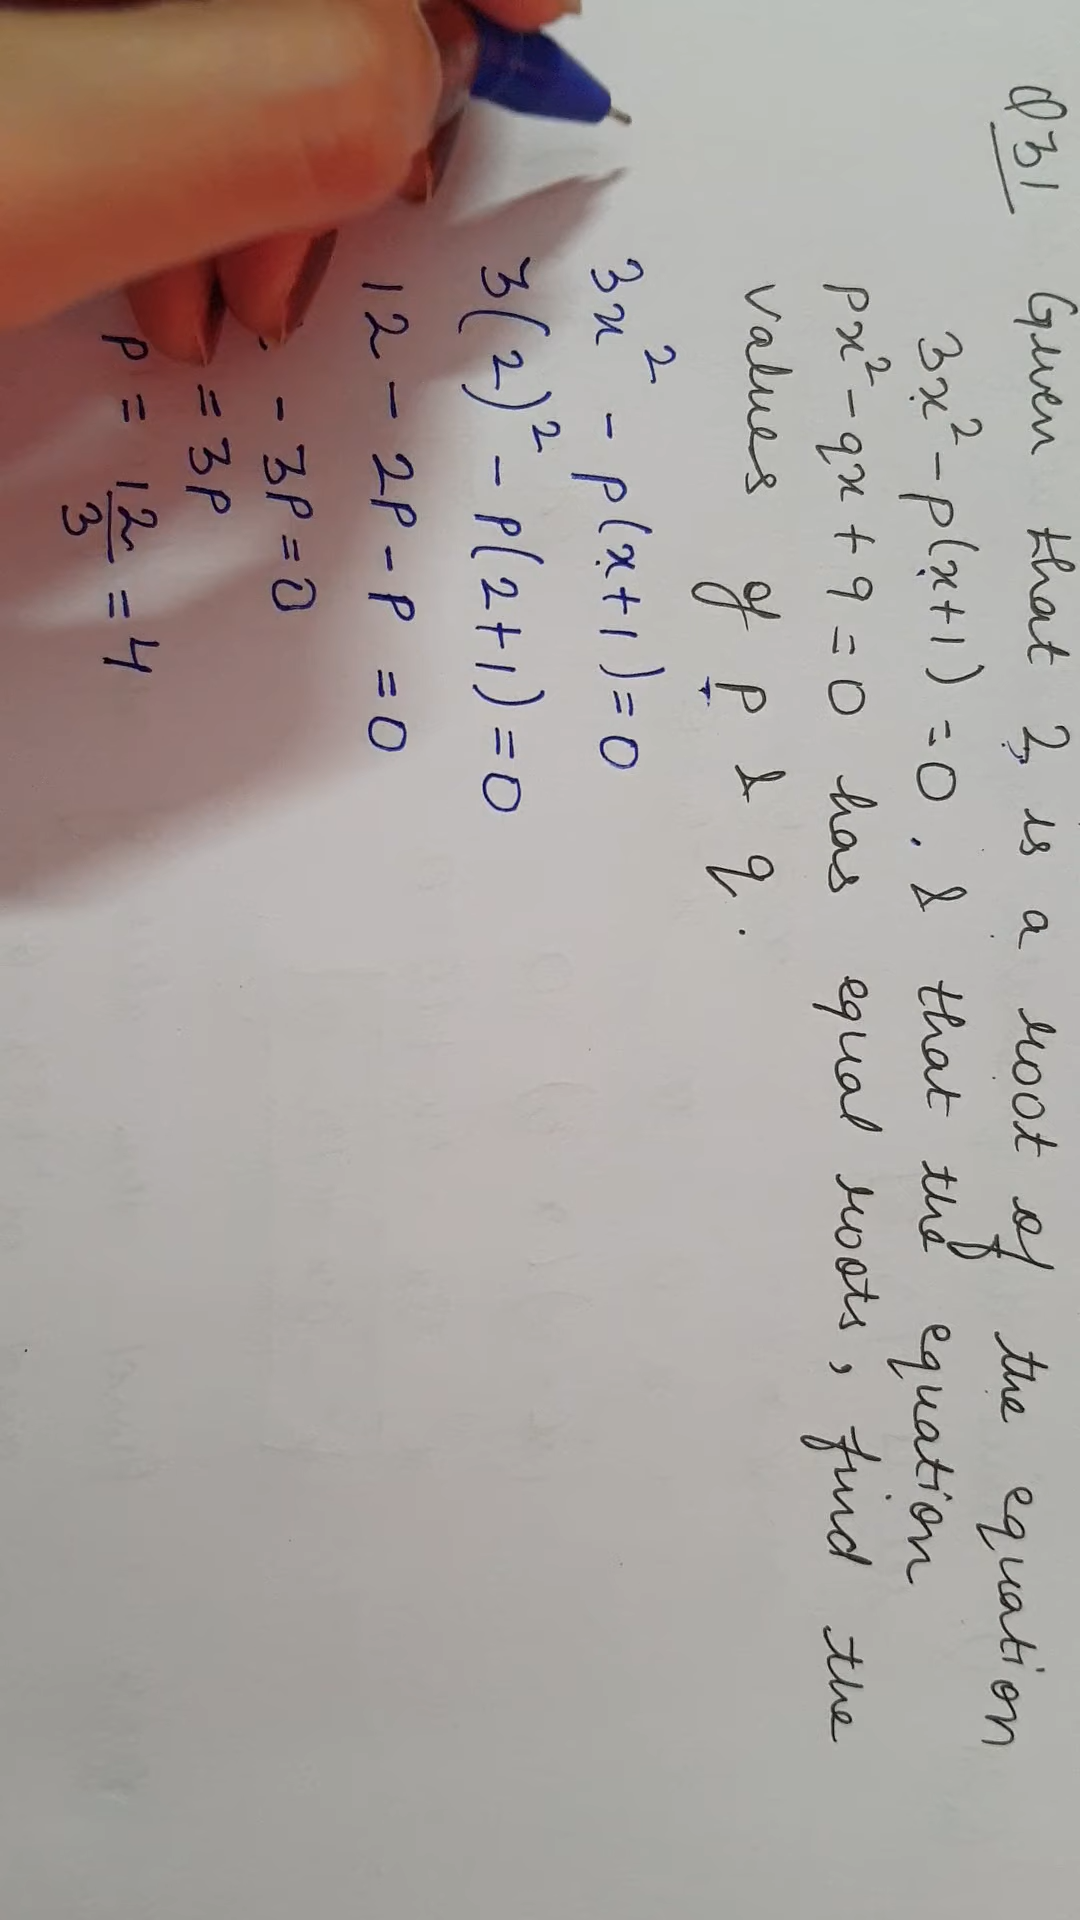 Q31 Given that 2 is a root of the equation
3x² - p(x+1) = 0. & that the equation
px² - qx + 9 = 0 has equal roots, find the
values of p & q.
3x² - p(x+1) = 0
3(2)² - p(2+1) = 0
12 - 2p - p = 0
- 3p = 0
= 3p
p = 12/3 = 4